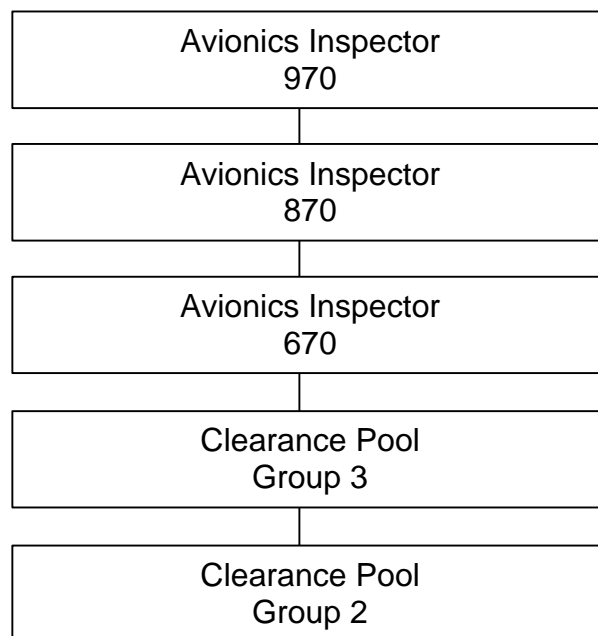 Avionics Inspector
970
Avionics Inspector
870
Avionics Inspector
670
Clearance Pool
Group 3
Clearance Pool
Group 2